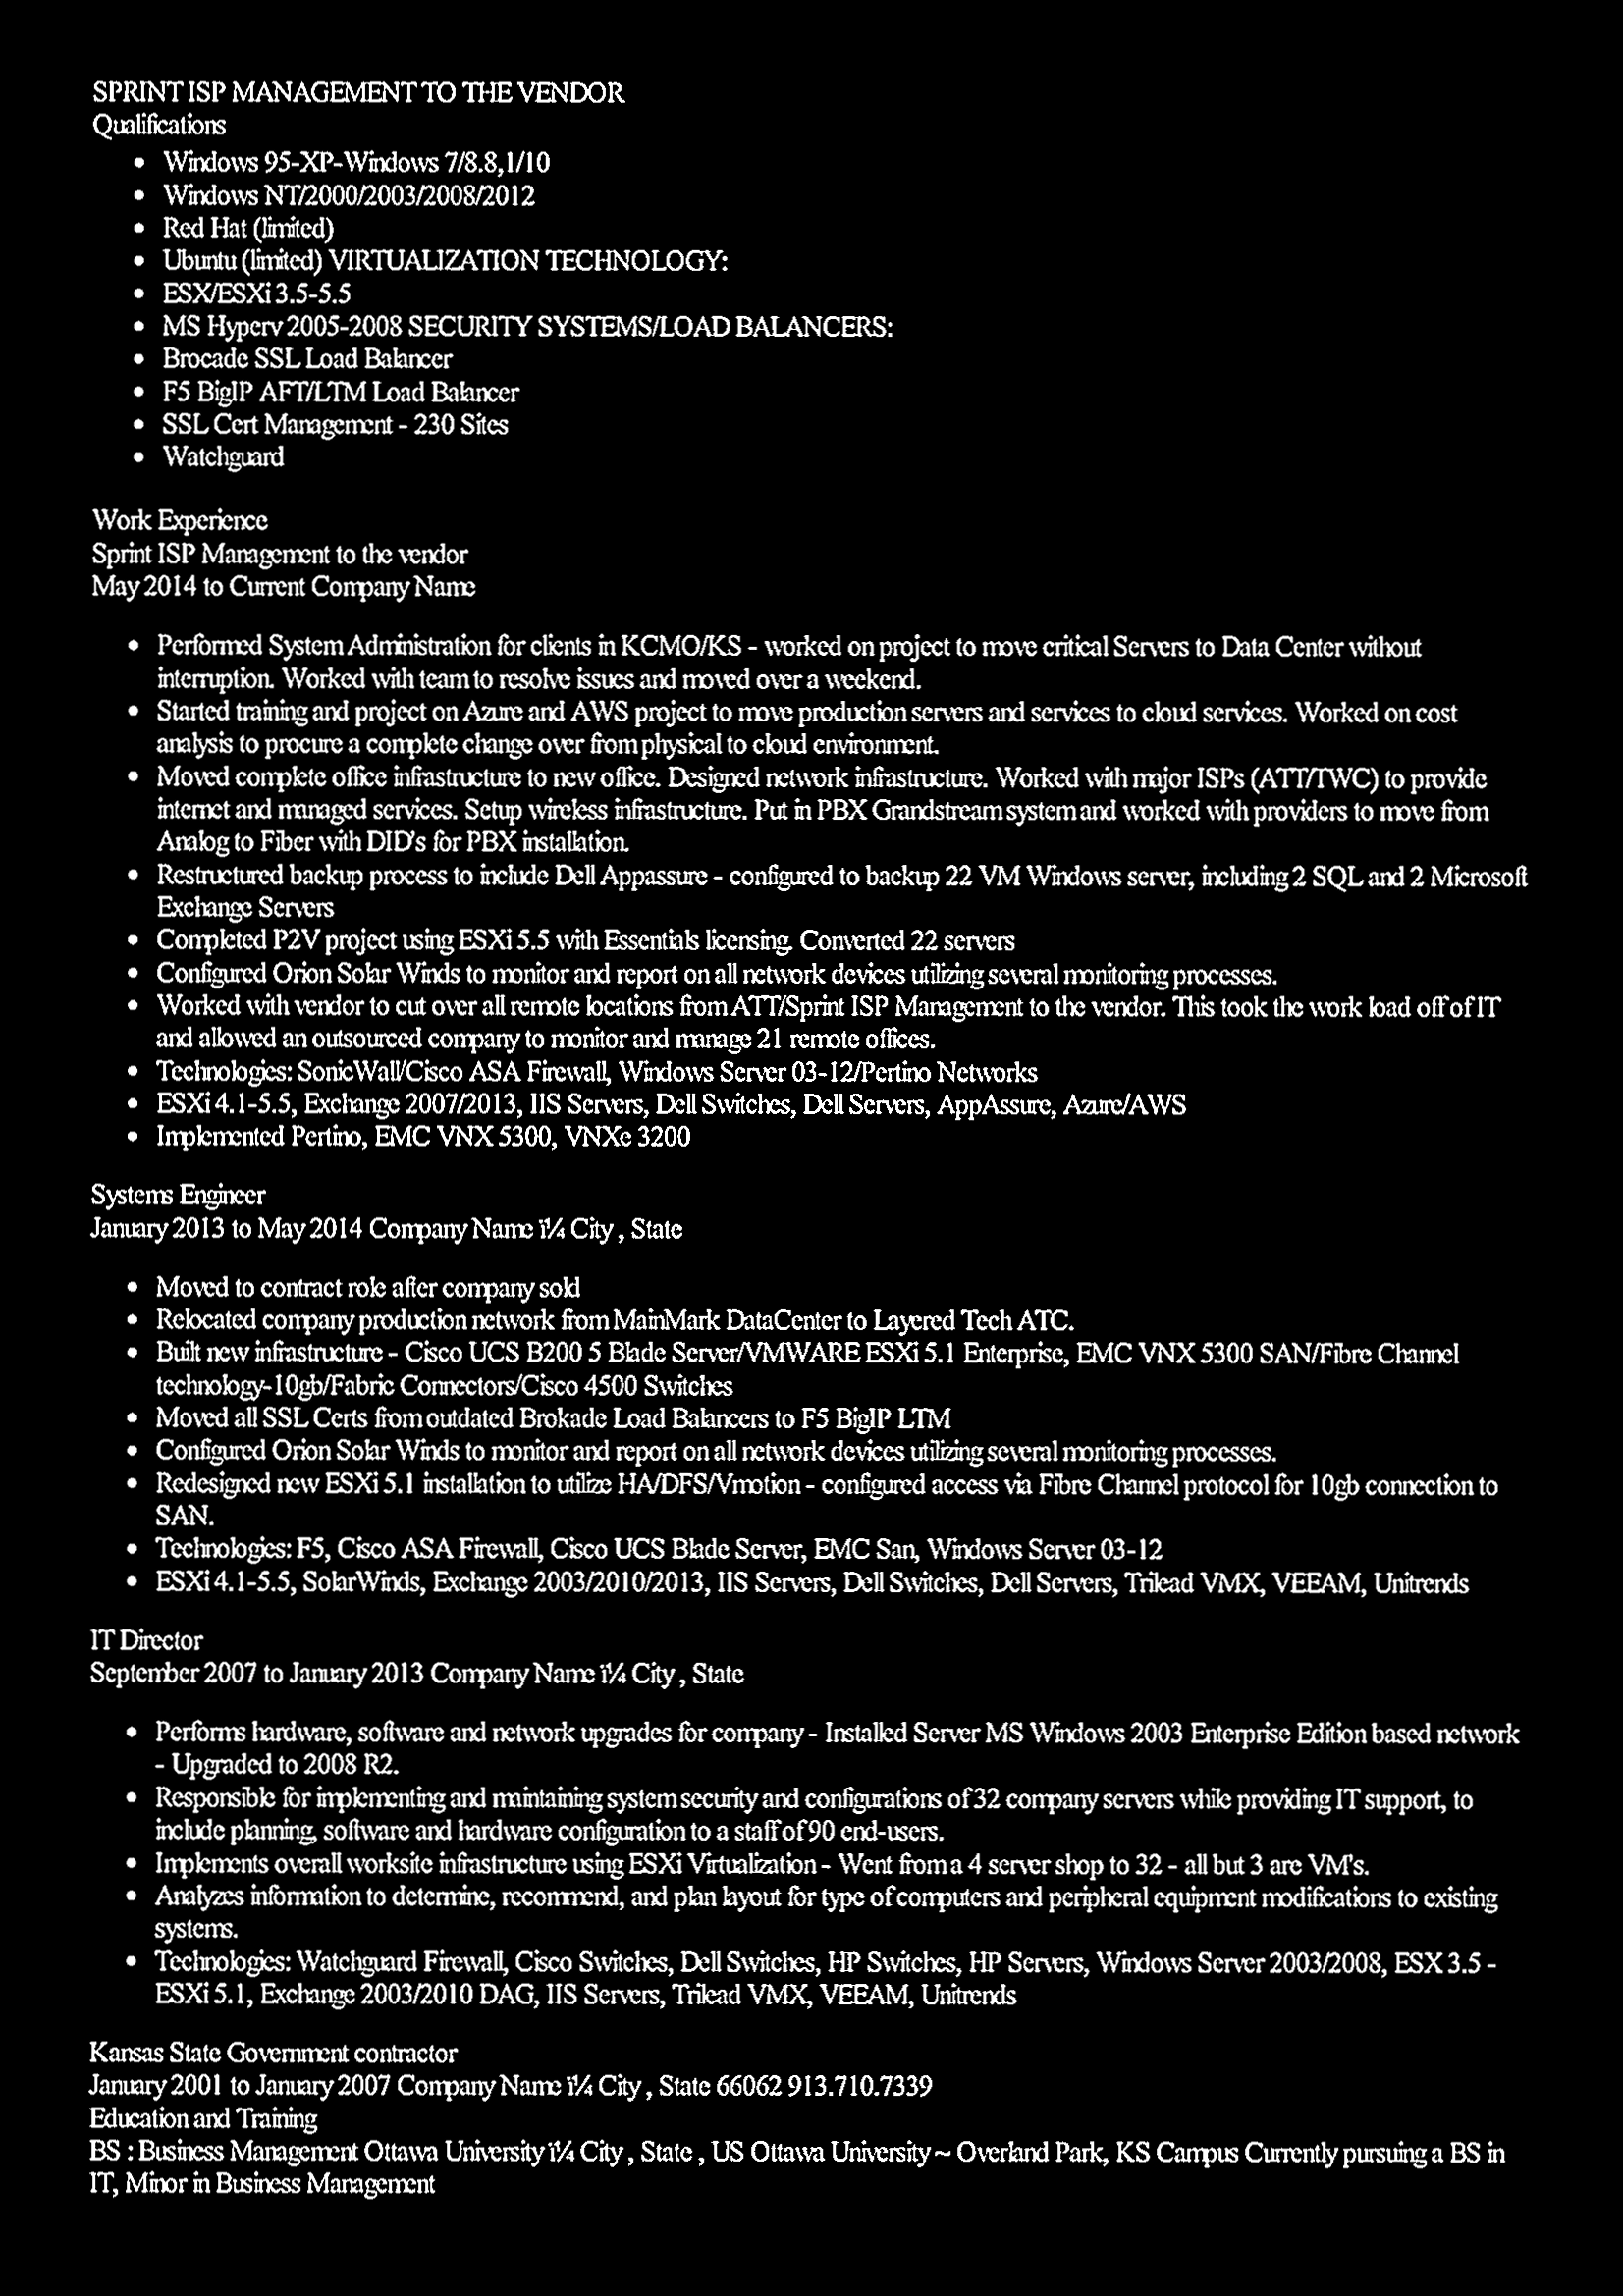 SPRINT ISP MANAGEMENT TO THE VENDOR
Qualifications
• Windows 95-XP-Windows 7/8.8,1/10
• Windows NT/2000/2003/2008/2012
• Red Hat (limited)
• Ubuntu (limited) VIRTUALIZATION TECHNOLOGY:
• ESX/ESXi 3.5-5.5
• MS Hyperv 2005-2008 SECURITY SYSTEMS/LOAD BALANCERS:
• Brocade SSL Load Balancer
• F5 BigIP AFT/LTM Load Balancer
• SSL Cert Management - 230 Sites
• Watchguard
Work Experience
Sprint ISP Management to the vendor
May 2014 to Current Company Name
• Performed System Administration for clients in KCMO/KS - worked on project to move critical Servers to Data Center without
interruption. Worked with team to resolve issues and moved over a weekend.
• Started training and project on Azure and AWS project to move production servers and services to cloud services. Worked on cost
analysis to procure a complete change over from physical to cloud environment.
• Moved complete office infrastructure to new office. Designed network infrastructure. Worked with major ISPs (ATT/TWC) to provide
internet and managed services. Setup wireless infrastructure. Put in PBX Grandstream system and worked with providers to move from
Analog to Fiber with DID's for PBX installation.
• Restructured backup process to include Dell Appassure - configured to backup 22 VM Windows server, including 2 SQL and 2 Microsoft
Exchange Servers
• Completed P2V project using ESXi 5.5 with Essentials licensing. Converted 22 servers
• Configured Orion Solar Winds to monitor and report on all network devices utilizing several monitoring processes.
• Worked with vendor to cut over all remote locations from ATT/Sprint ISP Management to the vendor. This took the work load off of IT
and allowed an outsourced company to monitor and manage 21 remote offices.
• Technologies: SonicWall/Cisco ASA Firewall, Windows Server 03-12/Pertino Networks
• ESXi 4.1-5.5, Exchange 2007/2013, IIS Servers, Dell Switches, Dell Servers, AppAssure, Azure/AWS
• Implemented Pertino, EMC VNX 5300, VNXe 3200
Systems Engineer
January 2013 to May 2014 Company Name ï¼ City , State
• Moved to contract role after company sold
• Relocated company production network from MainMark DataCenter to Layered Tech ATC.
• Built new infrastructure - Cisco UCS B200 5 Blade Server/VMWARE ESXi 5.1 Enterprise, EMC VNX 5300 SAN/Fibre Channel
technology-10gb/Fabric Connectors/Cisco 4500 Switches
• Moved all SSL Certs from outdated Brokade Load Balancers to F5 BigIP LTM
• Configured Orion Solar Winds to monitor and report on all network devices utilizing several monitoring processes.
• Redesigned new ESXi 5.1 installation to utilize HA/DFS/Vmotion - configured access via Fibre Channel protocol for 10gb connection to
SAN.
• Technologies: F5, Cisco ASA Firewall, Cisco UCS Blade Server, EMC San, Windows Server 03-12
• ESXi 4.1-5.5, SolarWinds, Exchange 2003/2010/2013, IIS Servers, Dell Switches, Dell Servers, Trilead VMX, VEEAM, Unitrends
IT Director
September 2007 to January 2013 Company Name ï¼ City , State
• Performs hardware, software and network upgrades for company - Installed Server MS Windows 2003 Enterprise Edition based network
- Upgraded to 2008 R2.
• Responsible for implementing and maintaining system security and configurations of 32 company servers while providing IT support, to
include planning, software and hardware configuration to a staff of 90 end-users.
• Implements overall worksite infrastructure using ESXi Virtualization - Went from a 4 server shop to 32 - all but 3 are VM's.
• Analyzes information to determine, recommend, and plan layout for type of computers and peripheral equipment modifications to existing
systems.
• Technologies: Watchguard Firewall, Cisco Switches, Dell Switches, HP Switches, HP Servers, Windows Server 2003/2008, ESX 3.5 -
ESXi 5.1, Exchange 2003/2010 DAG, IIS Servers, Trilead VMX, VEEAM, Unitrends
Kansas State Government contractor
January 2001 to January 2007 Company Name ï¼ City , State 66062 913.710.7339
Education and Training
BS : Business Management Ottawa University ï¼ City , State , US Ottawa University ~ Overland Park, KS Campus Currently pursuing a BS in
IT, Minor in Business Management